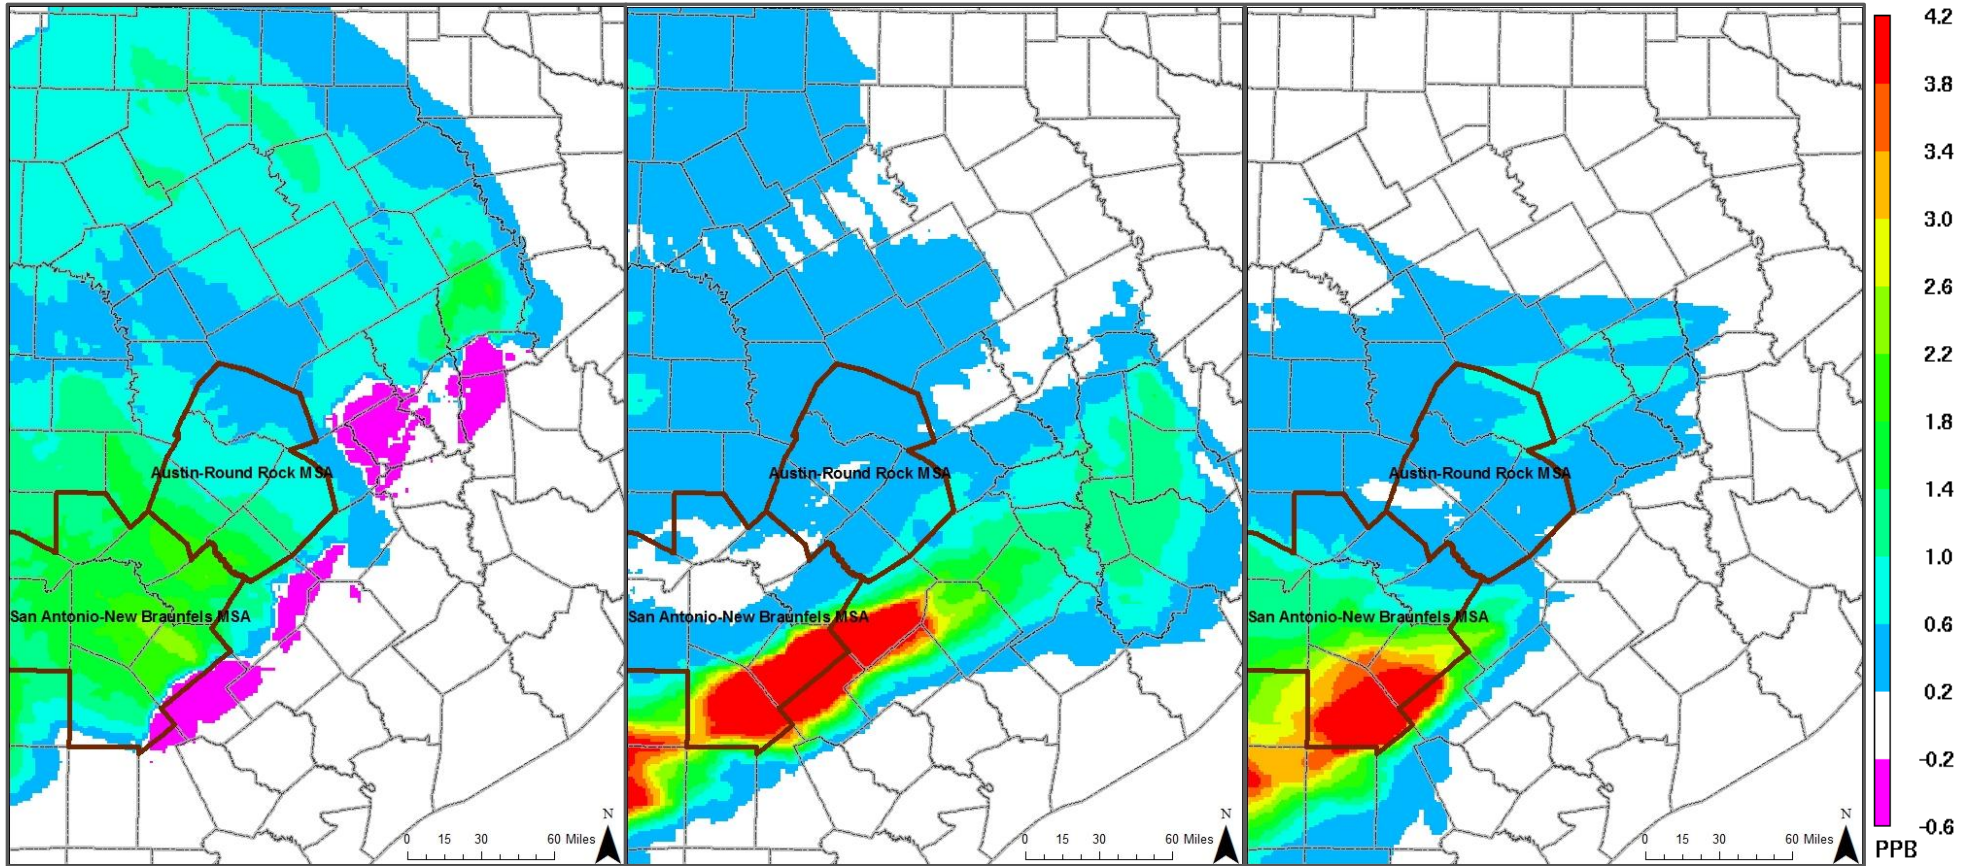 Austin-Round Rock MSA
San Antonio-New Braunfels MSA
N
0 15 30 60 Miles
Austin-Round Rock MSA
San Antonio-New Braunfels MSA
N
0 15 30 60 Miles
Austin-Round Rock MSA
San Antonio-New Braunfels MSA
N
0 15 30 60 Miles
4.2
3.8
3.4
3.0
2.6
2.2
1.8
1.4
1.0
0.6
0.2
-0.2
-0.6
PPB